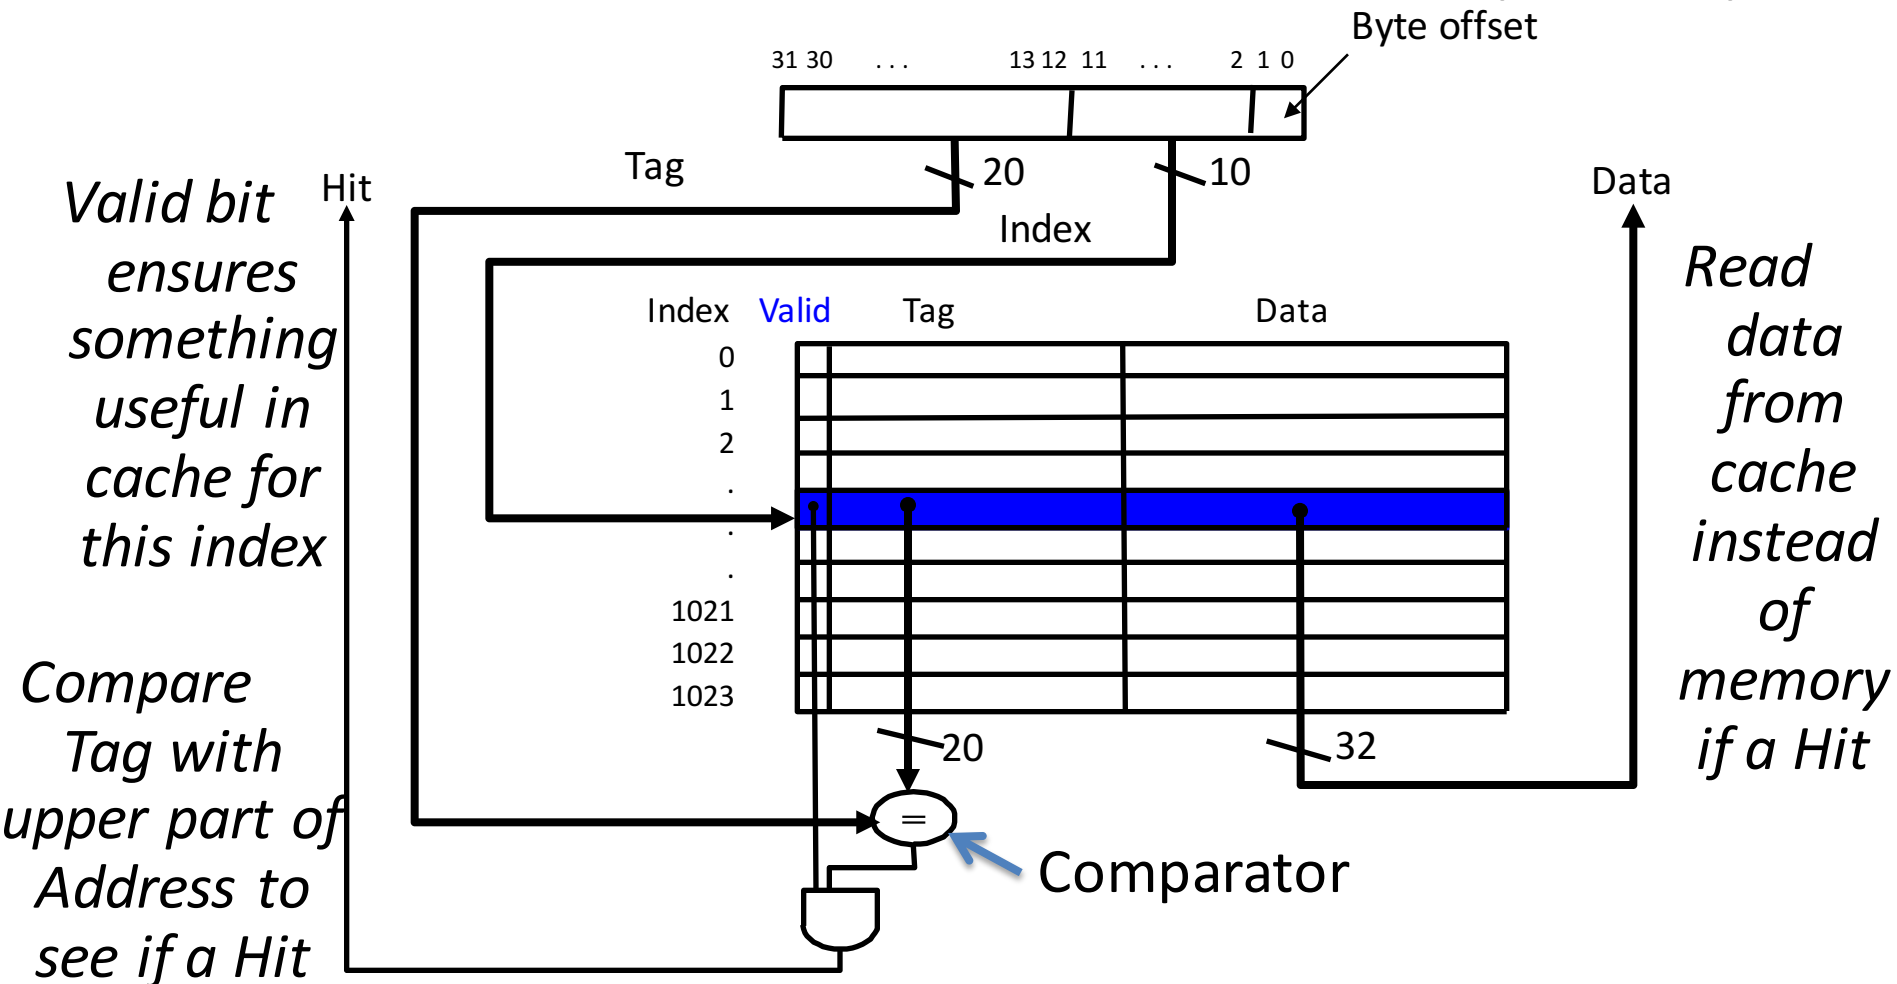 Byte offset
31 30 . . . 13 12 11 . . . 2 1 0
Tag
20
10
Hit
Data
Index
Valid bit
ensures
something
useful in
cache for
this index
Compare
Tag with
upper part of
Address to
see if a Hit
Index Valid Tag Data
0
1
2
.
.
.
1021
1022
1023
20
32
=
Comparator
Read
data
from
cache
instead
of
memory
if a Hit